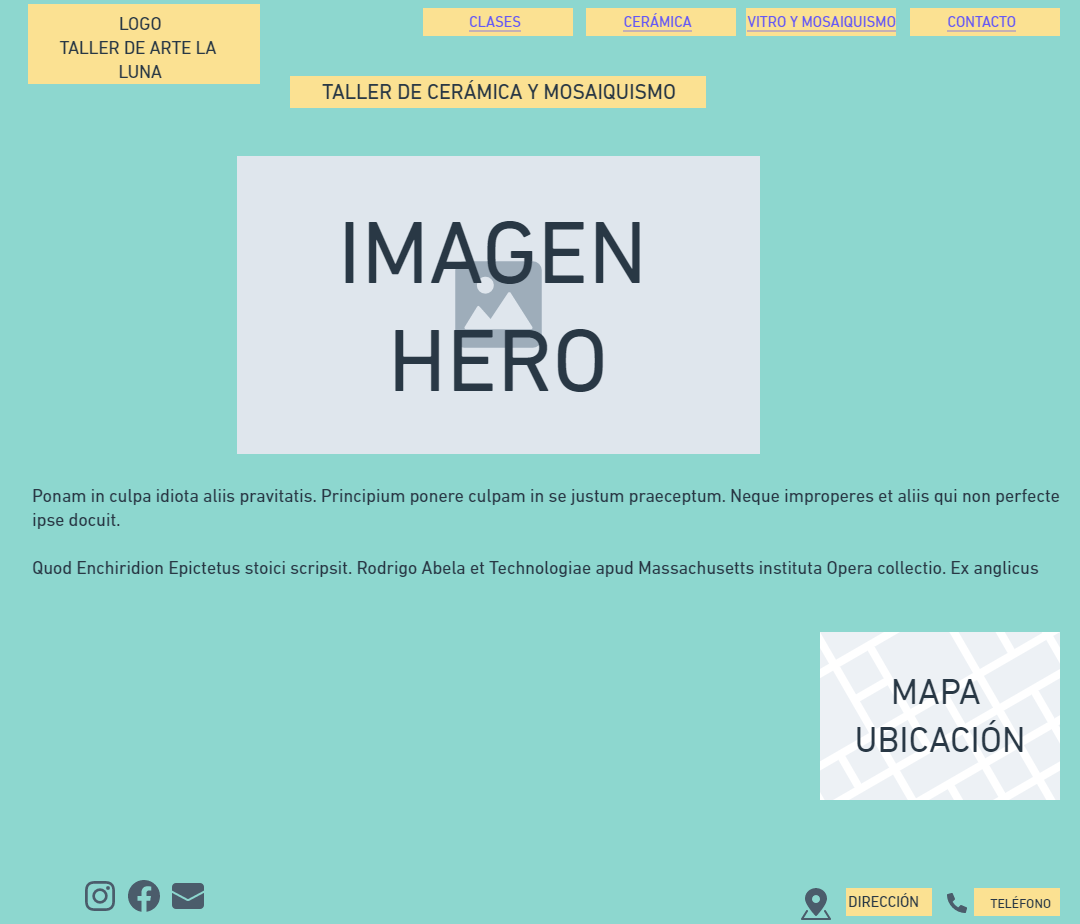 LOGO
TALLER DE ARTE LA
LUNA
CLASES
CERÁMICA
VITRO Y MOSAIQUISMO
CONTACTO
TALLER DE CERÁMICA Y MOSAIQUISMO
IMAGEN
HERO
Ponam in culpa idiota aliis pravitatis. Principium ponere culpam in se justum praeceptum. Neque improperes et aliis qui non perfecte
ipse docuit.
Quod Enchiridion Epictetus stoici scripsit. Rodrigo Abela et Technologiae apud Massachusetts instituta Opera collectio. Ex anglicus
MAPA
UBICACIÓN
DIRECCIÓN
TELÉFONO